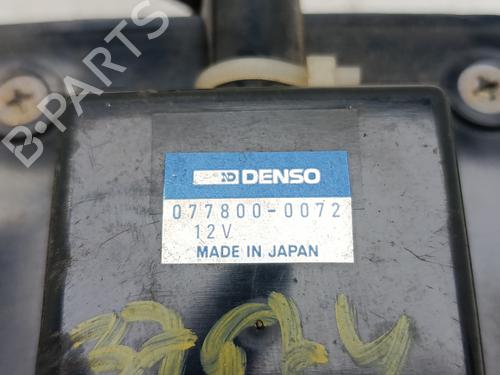 B-PARTS
DENSO
077800-0072
12V
MADE IN JAPAN